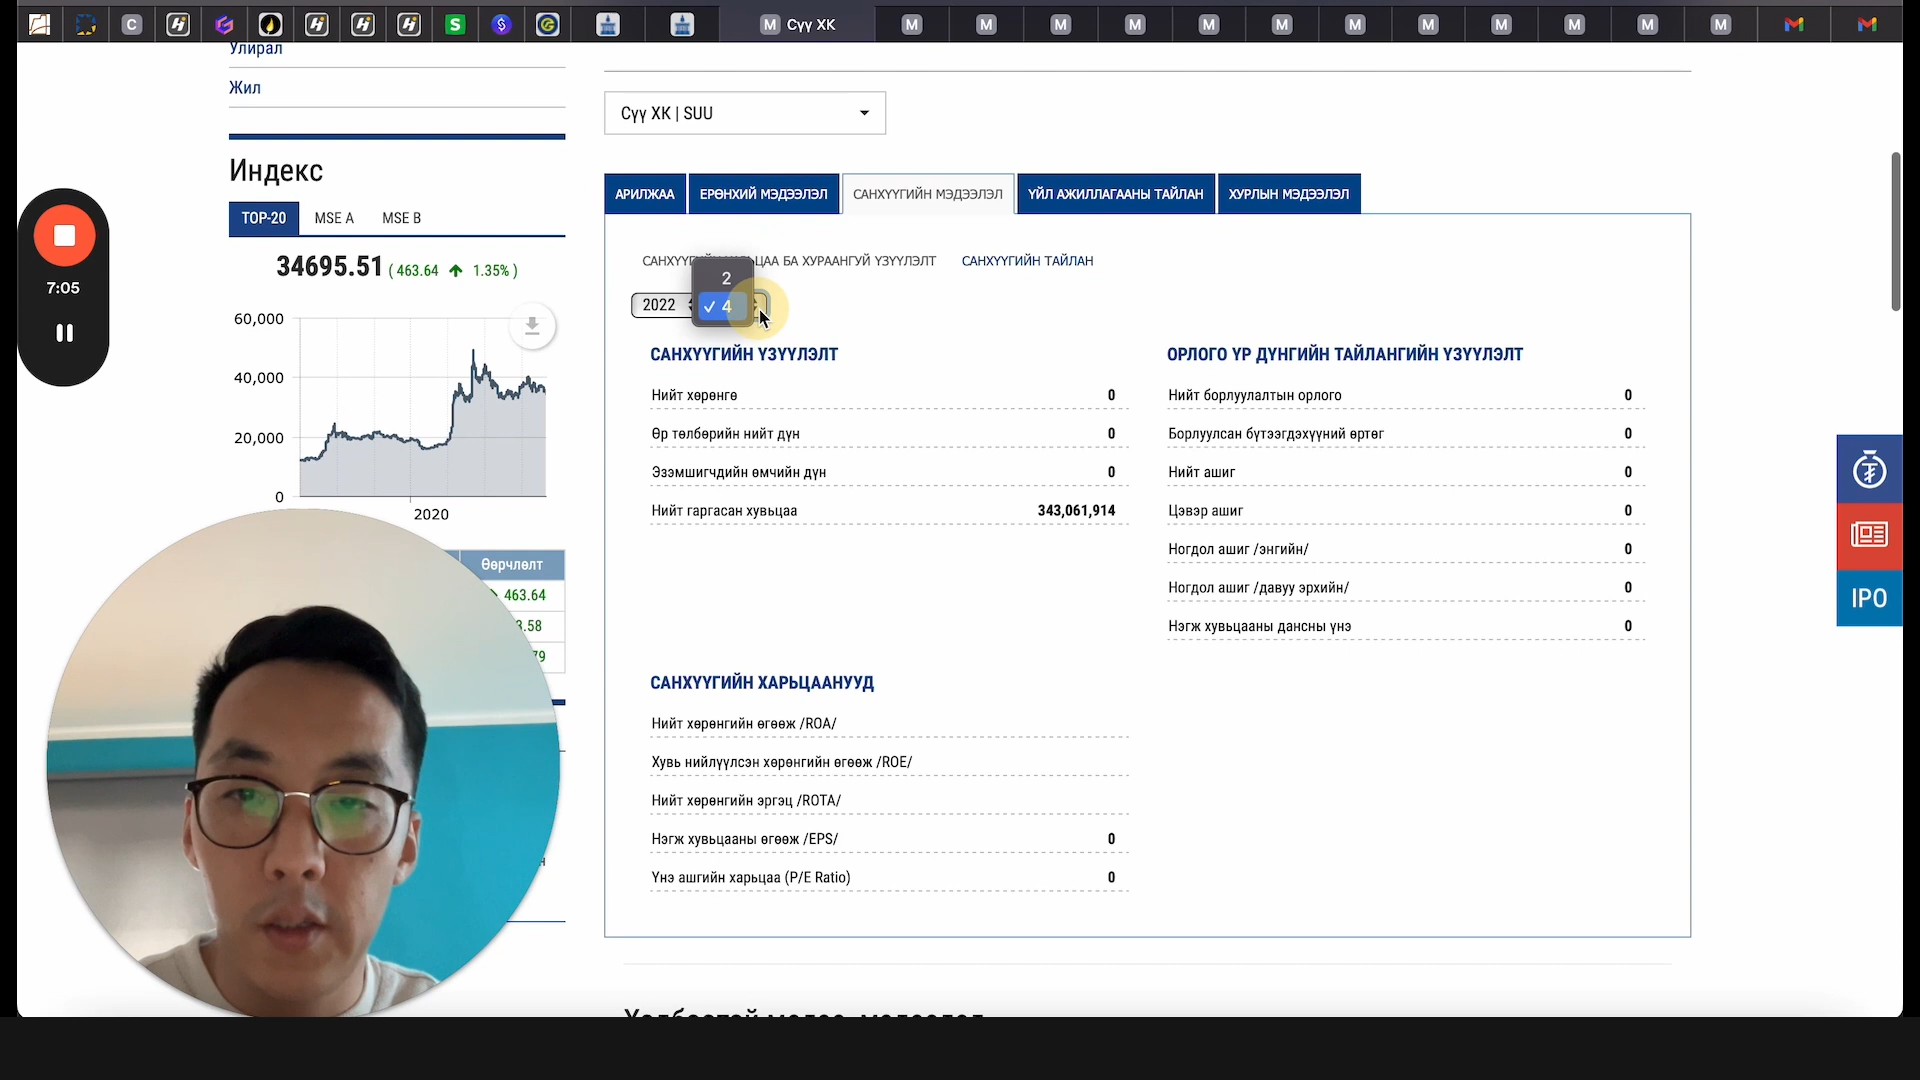 C
S
M Сүү ХК
M
M
M
M
M
M
M
M
M
M
M
M
M
M
Улирал
Жил
Сүү ХК | SUU
Индекс
TOP-20 MSE A MSE B
34695.51 ( 463.64 1.35% )
60,000
40,000
20,000
0
2020
Өөрчлөлт
463.64
7:05
АРИЛЖАА
ЕРӨНХИЙ МЭДЭЭЛЭЛ
САНХҮҮГИЙН МЭДЭЭЛЭЛ
ҮЙЛ АЖИЛЛАГААНЫ ТАЙЛАН
ХУРЛЫН МЭДЭЭЛЭЛ
БА ХУРААНГУЙ ҮЗҮҮЛЭЛТ
САНХҮҮГИЙН ТАЙЛАН
2022
2
4
САНХҮҮГИЙН ҮЗҮҮЛЭЛТ
Нийт хөрөнгө 0
Өр төлбөрийн нийт дүн 0
Эзэмшигчдийн өмчийн дүн 0
Нийт гаргасан хувьцаа 343,061,914
ОРЛОГО ҮР ДҮНГИЙН ТАЙЛАНГИЙН ҮЗҮҮЛЭЛТ
Нийт борлуулалтын орлого 0
Борлуулсан бүтээгдэхүүний өртөг 0
Нийт ашиг 0
Цэвэр ашиг 0
Ногдол ашиг /энгийн/ 0
Ногдол ашиг /давуу эрхийн/ 0
Нэгж хувьцааны дансны үнэ 0
САНХҮҮГИЙН ХАРЬЦААНУУД
Нийт хөрөнгийн өгөөж /ROA/
Хувь нийлүүлсэн хөрөнгийн өгөөж /ROE/
Нийт хөрөнгийн эргэц /ROTA/
Нэгж хувьцааны өгөөж /EPS/ 0
Үнэ ашгийн харьцаа (P/E Ratio) 0
IPO